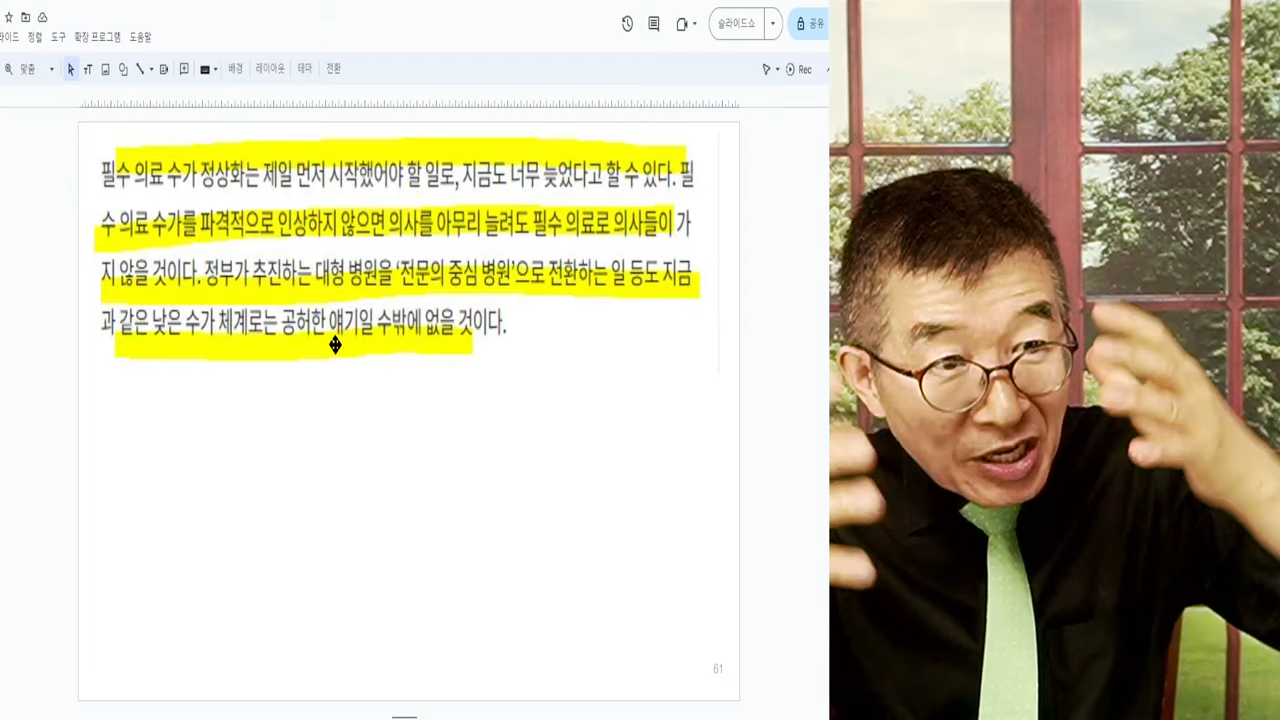 라이드 정렬 도구 확장 프로그램 도움말
슬라이드쇼
공유
맞춤
배경
레이아웃
테마
전환
Rec
필수 의료 수가 정상화는 제일 먼저 시작했어야 할 일로, 지금도 너무 늦었다고 할 수 있다. 필
수 의료 수가를 파격적으로 인상하지 않으면 의사를 아무리 늘려도 필수 의료로 의사들이 가
지 않을 것이다. 정부가 추진하는 대형 병원을 ‘전문의 중심 병원’으로 전환하는 일 등도 지금
과 같은 낮은 수가 체계로는 공허한 얘기일 수밖에 없을 것이다.
61